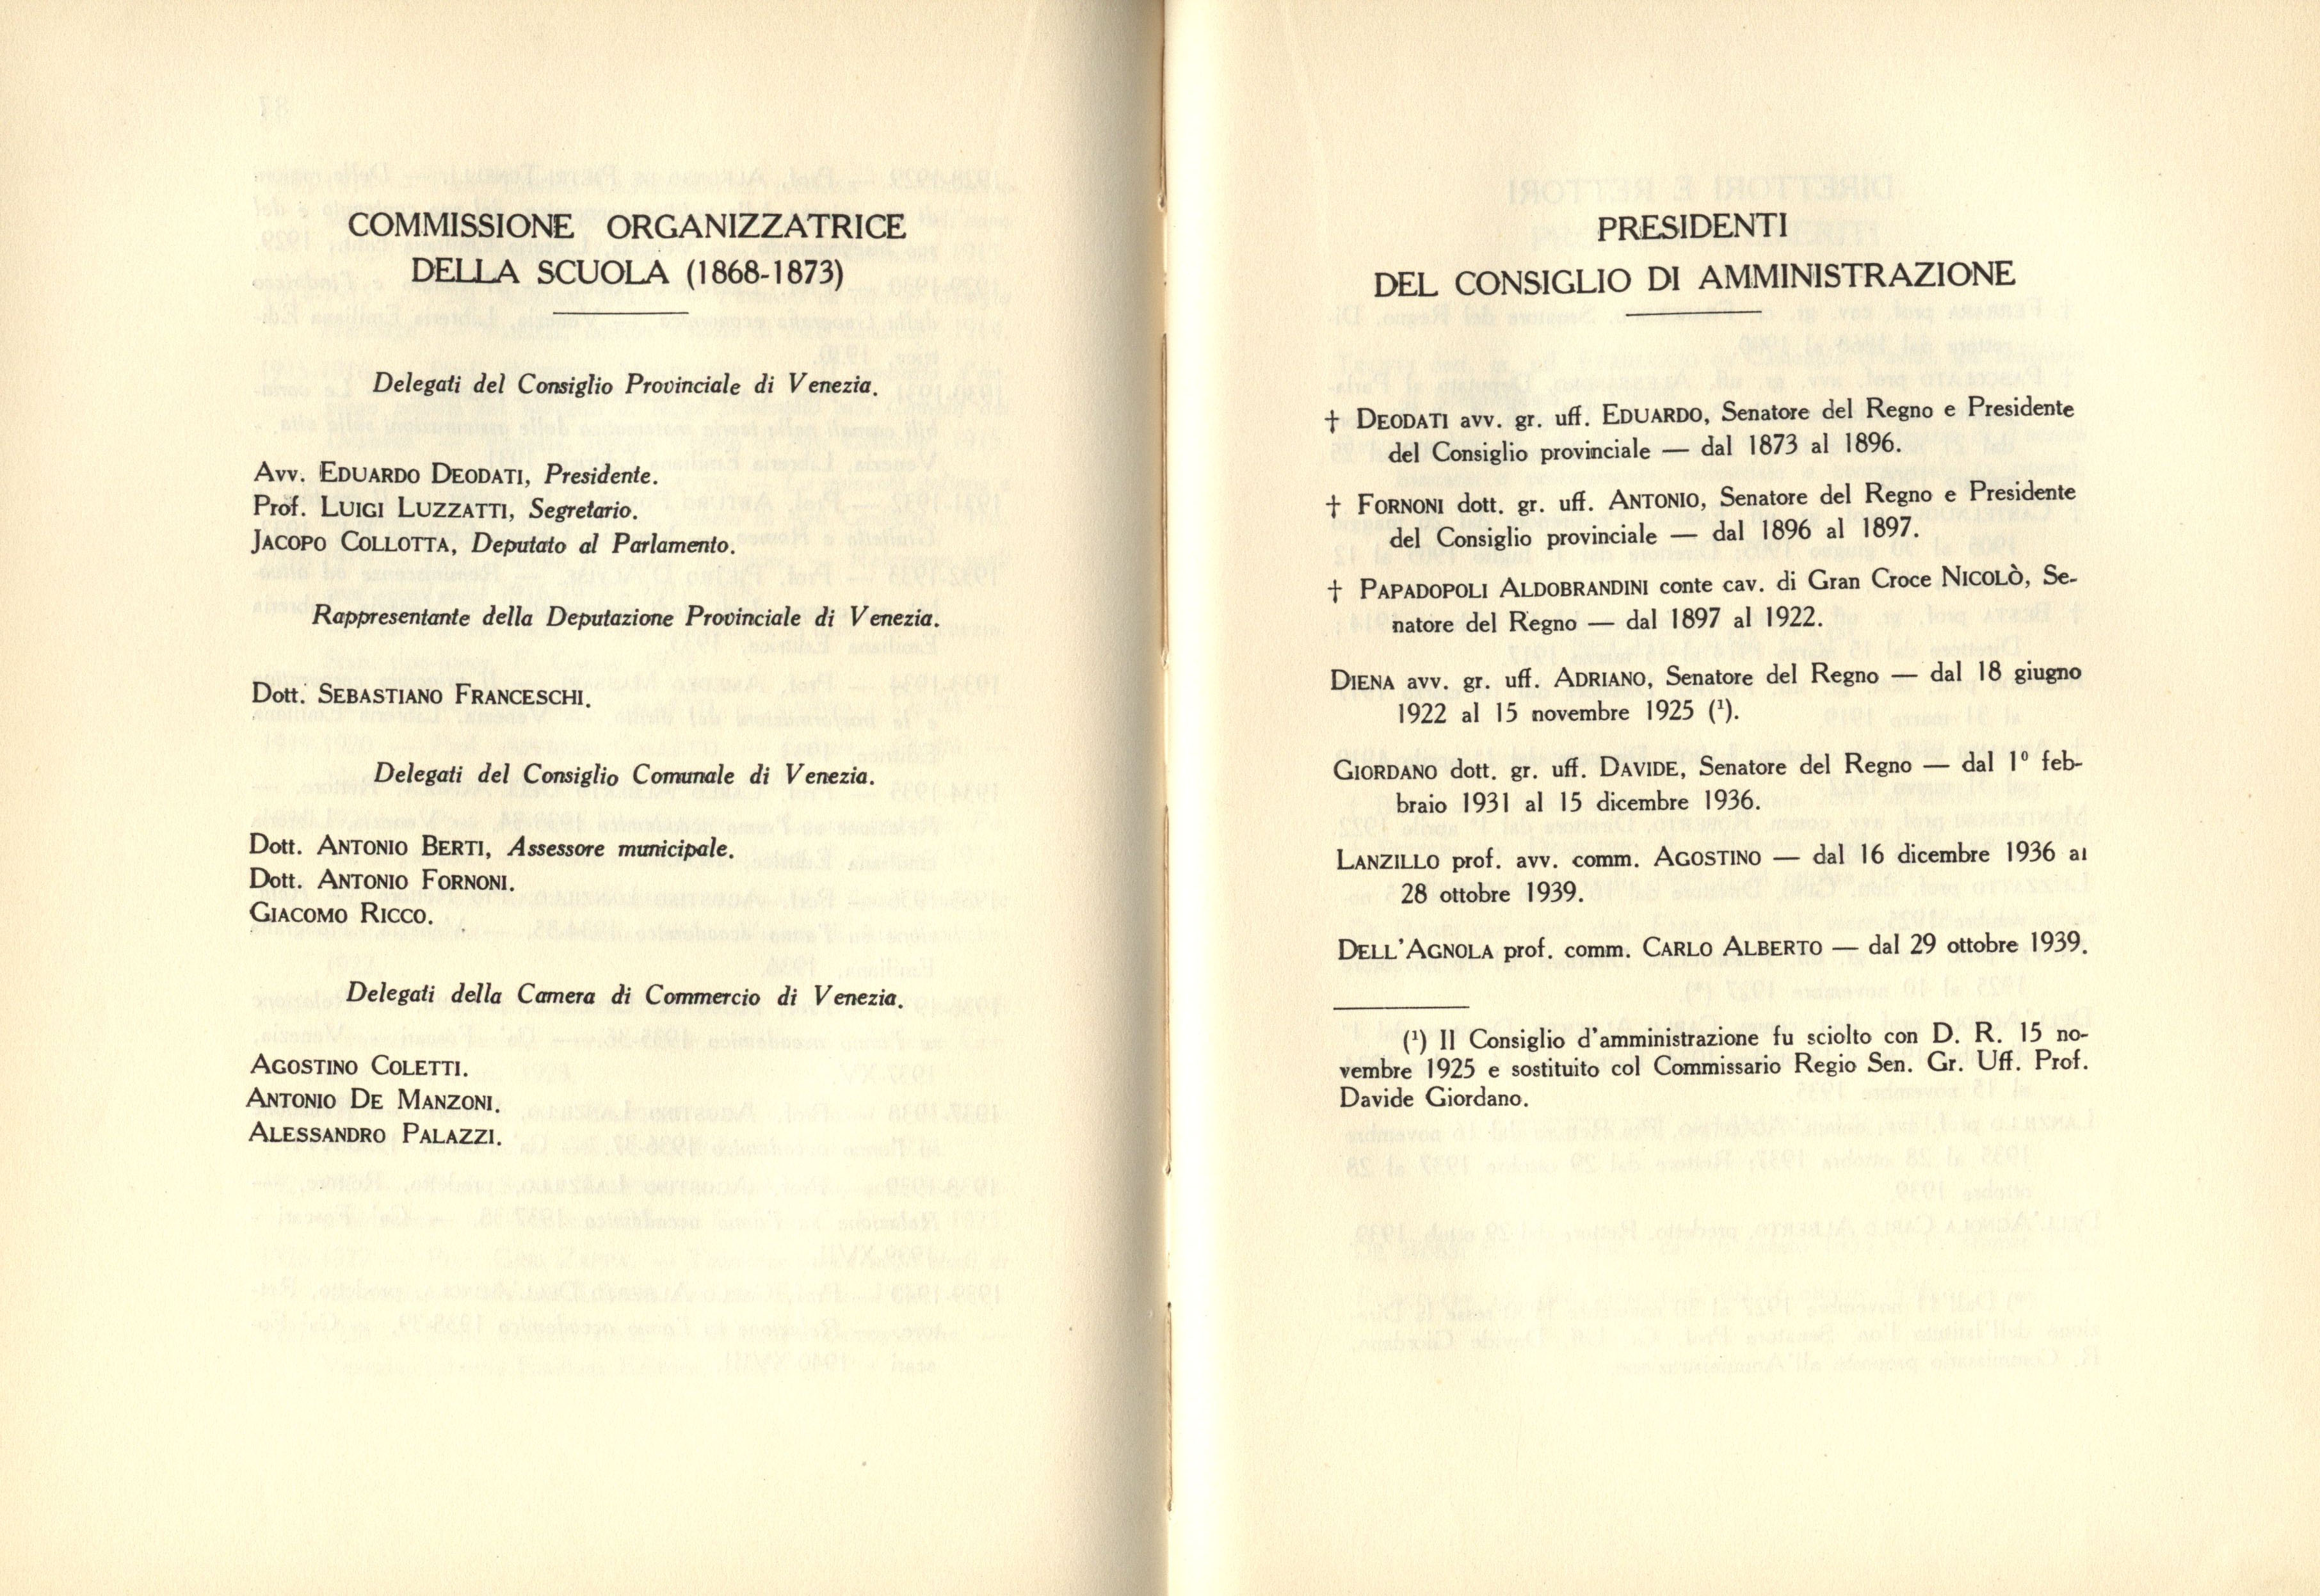 COMMISSIONE ORGANIZZATRICE
DELLA SCUOLA (1868-1873)
Delegati del Consiglio Provinciale di Venezia.
Avv. EDUARDO DEODATI, Presidente.
Prof. LUIGI LUZZATTI, Segretario.
JACOPO COLLOTTA, Deputato al Parlamento.
Rappresentante della Deputazione Provinciale di Venezia.
Dott. SEBASTIANO FRANCESCHI.
Delegati del Consiglio Comunale di Venezia.
Dott. ANTONIO BERTI, Assessore municipale.
Dott. ANTONIO FORNONI.
GIACOMO RICCO.
Delegati della Camera di Commercio di Venezia.
AGOSTINO COLETTI.
ANTONIO DE MANZONI.
ALESSANDRO PALAZZI.
PRESIDENTI
DEL CONSIGLIO DI AMMINISTRAZIONE
† DEODATI avv. gr. uff. EDUARDO, Senatore del Regno e Presidente
del Consiglio provinciale — dal 1873 al 1896.
† FORNONI dott. gr. uff. ANTONIO, Senatore del Regno e Presidente
del Consiglio provinciale — dal 1896 al 1897.
† PAPADOPOLI ALDOBRANDINI conte cav. di Gran Croce NICOLÒ, Se-
natore del Regno — dal 1897 al 1922.
DIENA avv. gr. uff. ADRIANO, Senatore del Regno — dal 18 giugno
1922 al 15 novembre 1925 (¹).
GIORDANO dott. gr. uff. DAVIDE, Senatore del Regno — dal 1º feb-
braio 1931 al 15 dicembre 1936.
LANZILLO prof. avv. comm. AGOSTINO — dal 16 dicembre 1936 al
28 ottobre 1939.
DELL'AGNOLA prof. comm. CARLO ALBERTO — dal 29 ottobre 1939.
(¹) Il Consiglio d'amministrazione fu sciolto con D. R. 15 no-
vembre 1925 e sostituito col Commissario Regio Sen. Gr. Uff. Prof.
Davide Giordano.